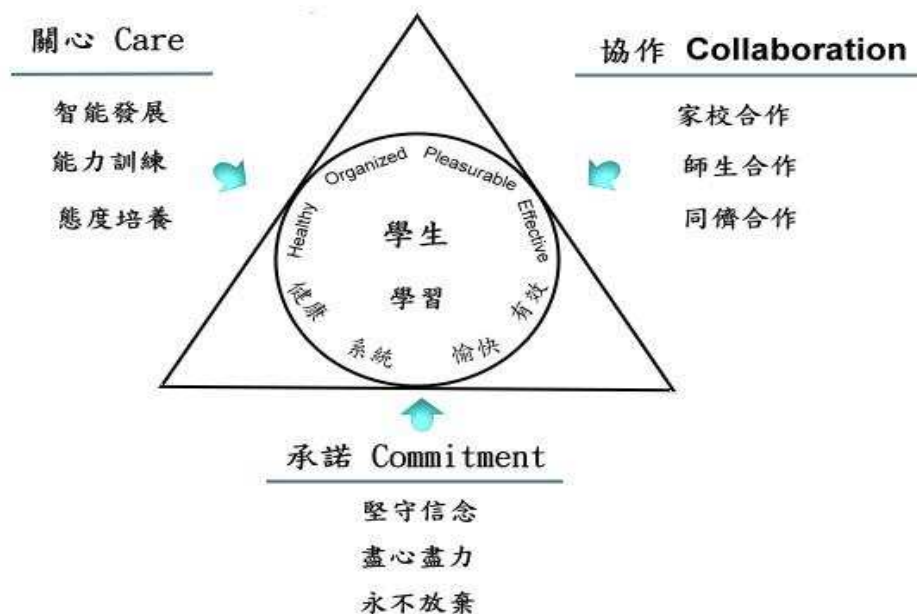 關心 Care
智能發展
能力訓練
態度培養
協作 Collaboration
家校合作
師生合作
同儕合作
Healthy Organized Pleasurable Effective
學生
學習
健康 系統 愉快 有效
承諾 Commitment
堅守信念
盡心盡力
永不放棄